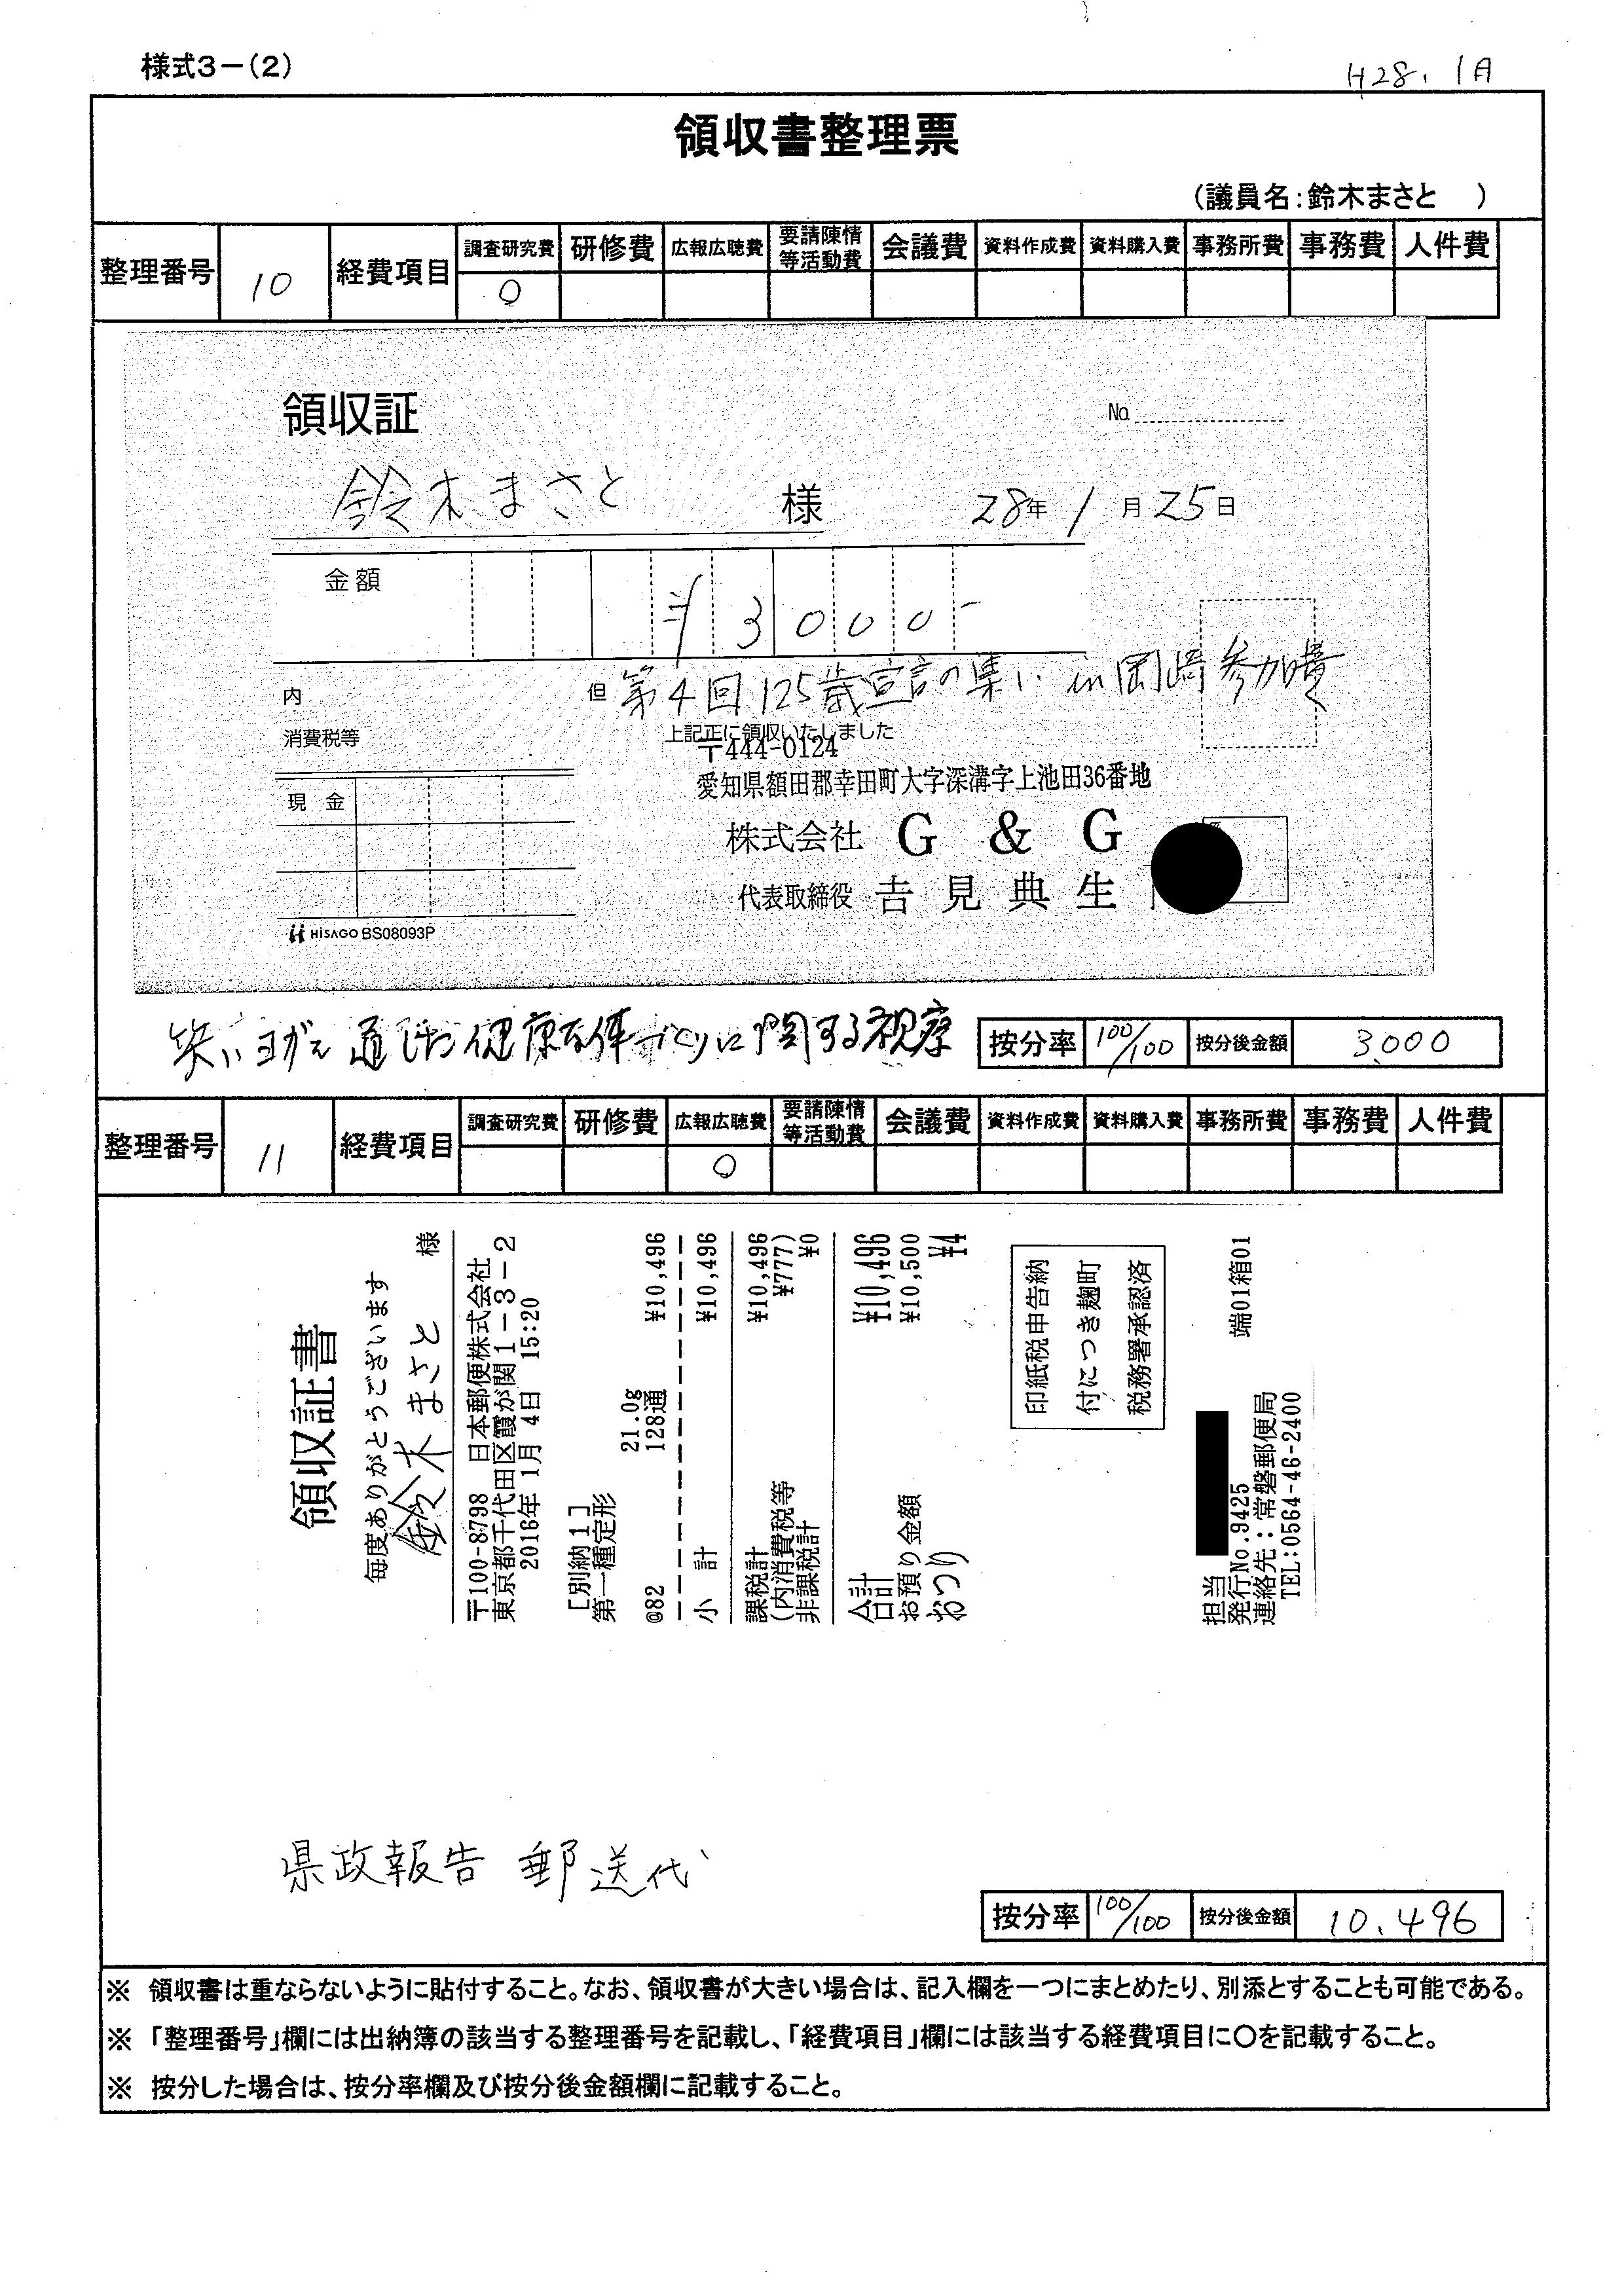 様式3-(2)
H28.1月
領収書整理票
(議員名:鈴木まさと )
整理番号 10 経費項目 調査研究費 研修費 広報広聴費 要請陳情等活動費 会議費 資料作成費 資料購入費 事務所費 事務費 人件費
○
領収証
No.
鈴木まさと 様 28年1月25日
金額 ¥3000-
内 但 第4回125歳宣言の集い in 岡崎 参加費
消費税等 上記正に領収いたしました
〒444-0124
愛知県額田郡幸田町大字深溝字上池田36番地
現金
株式会社 G & G
代表取締役 吉見典生
HISAGO BS08093P
笑いヨガを通じた健康な体づくりに関する視察
按分率 100/100 按分後金額 3,000
整理番号 11 経費項目 調査研究費 研修費 広報広聴費 要請陳情等活動費 会議費 資料作成費 資料購入費 事務所費 事務費 人件費
○
領収証書
毎度ありがとうございます
鈴木まさと 様
〒100-8798 日本郵便株式会社
東京都千代田区霞が関1-3-2
2016年 1月 4日 15:20
[別納1]
第一種定形
21.0g
@82 128通 ¥10,496
小 計 ¥10,496
課税計 ¥10,496
(内消費税等 ¥777)
非課税計 ¥0
合計 ¥10,496
お預り金額 ¥10,500
おつり ¥4
印紙税申告納
付につき麹町
税務署承認済
担当
発行No.9425 端01箱01
連絡先:常磐郵便局
TEL:0564-46-2400
県政報告 郵送代
按分率 100/100 按分後金額 10,496
※ 領収書は重ならないように貼付すること。なお、領収書が大きい場合は、記入欄を一つにまとめたり、別添とすることも可能である。
※ 「整理番号」欄には出納簿の該当する整理番号を記載し、「経費項目」欄には該当する経費項目に○を記載すること。
※ 按分した場合は、按分率欄及び按分後金額欄に記載すること。